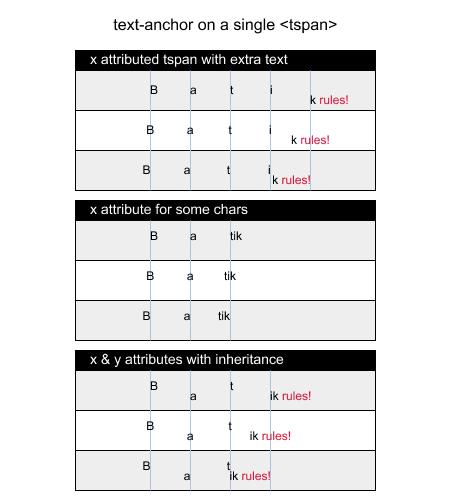 text-anchor on a single <tspan>
x attributed tspan with extra text
B a t i
k rules!
B a t i
k rules!
B a t i
k rules!
x attribute for some chars
B a tik
B a tik
B a tik
x & y attributes with inheritance
B t
a ik rules!
B t
a ik rules!
B t
a ik rules!